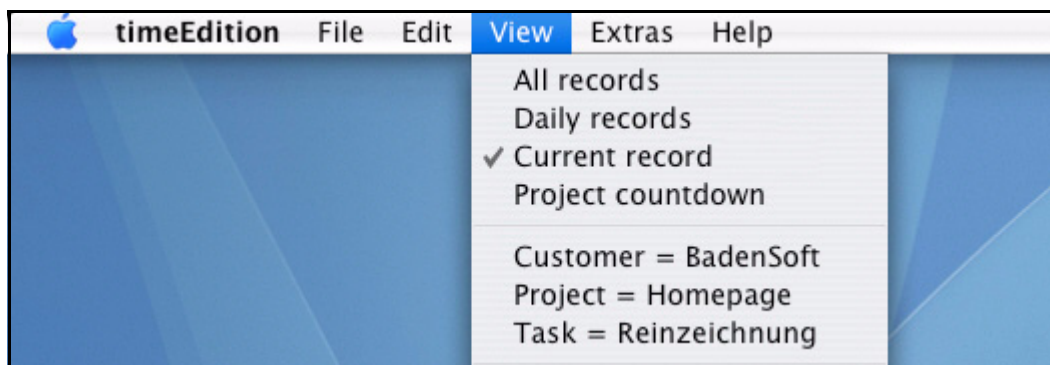 timeEdition File Edit View Extras Help
All records
Daily records
Current record
Project countdown
Customer = BadenSoft
Project = Homepage
Task = Reinzeichnung